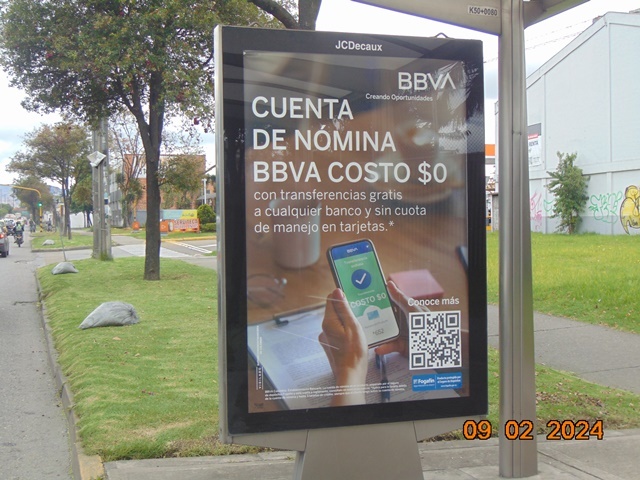 K50+0080
JCDecaux
BBVA
Creando Oportunidades
CUENTA
DE NÓMINA
BBVA COSTO $0
con transferencias gratis
a cualquier banco y sin cuota
de manejo en tarjetas.*
COSTO $0
Conoce más
Fogafín
09 02 2024